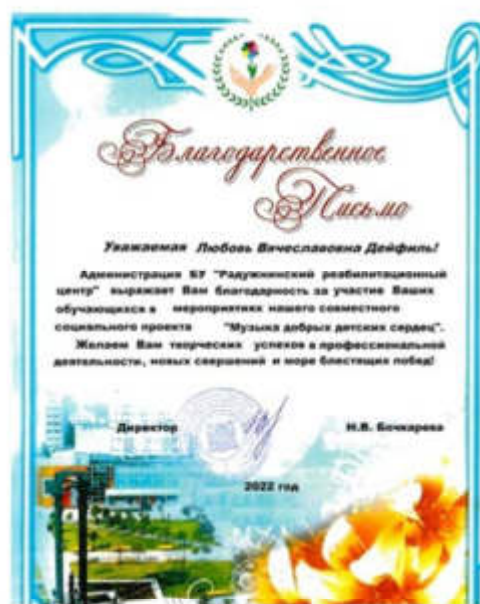 Благодарственное
Письмо
Уважаемая Любовь Вячеславовна Дейфиль!
Администрация БУ "Радужнинский реабилитационный
центр" выражает Вам благодарность за участие Ваших
обучающихся в мероприятиях нашего совместного
социального проекта "Музыка добрых детских сердец".
Желаем Вам творческих успехов в профессиональной
деятельности, новых свершений и море блестящих побед!
Директор Н.В. Бочкарева
2022 год